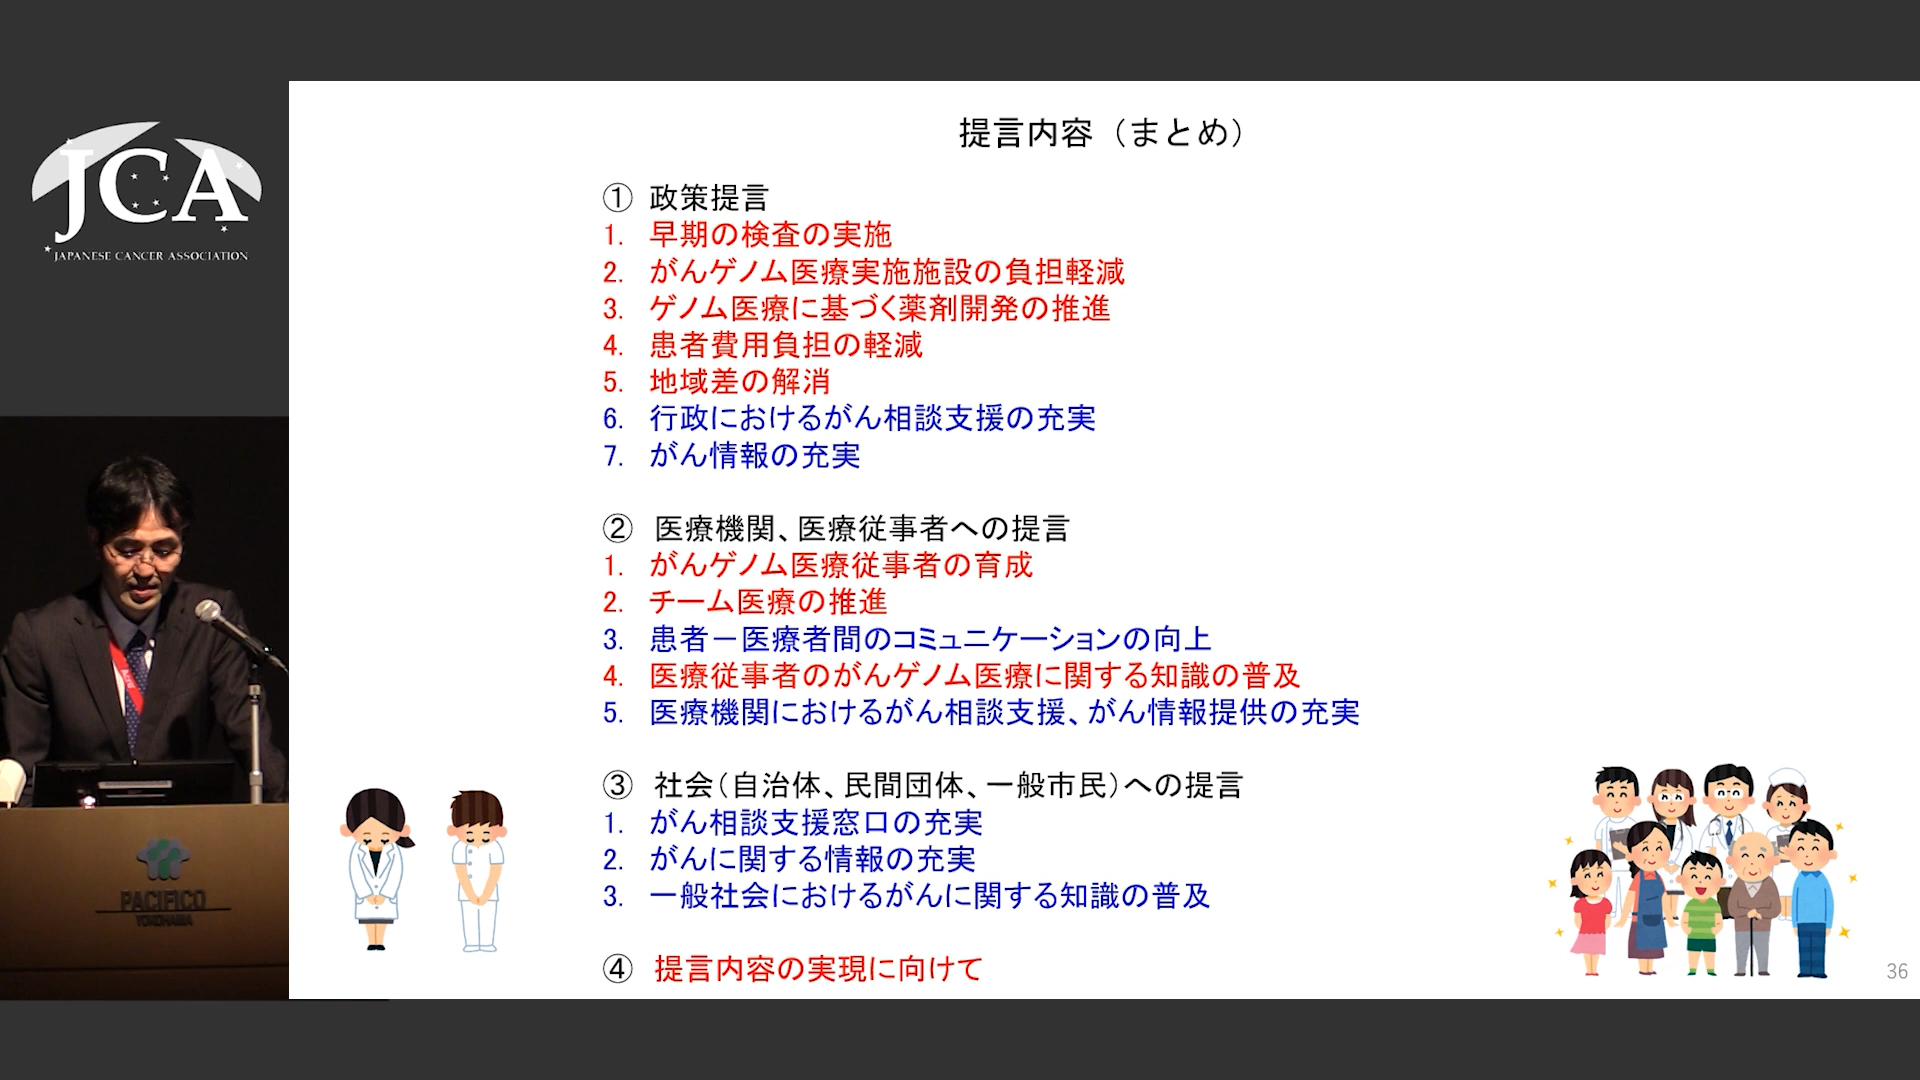 JCA
JAPANESE CANCER ASSOCIATION
提言内容（まとめ）
① 政策提言
1. 早期の検査の実施
2. がんゲノム医療実施施設の負担軽減
3. ゲノム医療に基づく薬剤開発の推進
4. 患者費用負担の軽減
5. 地域差の解消
6. 行政におけるがん相談支援の充実
7. がん情報の充実
② 医療機関、医療従事者への提言
1. がんゲノム医療従事者の育成
2. チーム医療の推進
3. 患者－医療者間のコミュニケーションの向上
4. 医療従事者のがんゲノム医療に関する知識の普及
5. 医療機関におけるがん相談支援、がん情報提供の充実
③ 社会（自治体、民間団体、一般市民）への提言
1. がん相談支援窓口の充実
2. がんに関する情報の充実
3. 一般社会におけるがんに関する知識の普及
④ 提言内容の実現に向けて
36
PACIFICO
YOKOHAMA